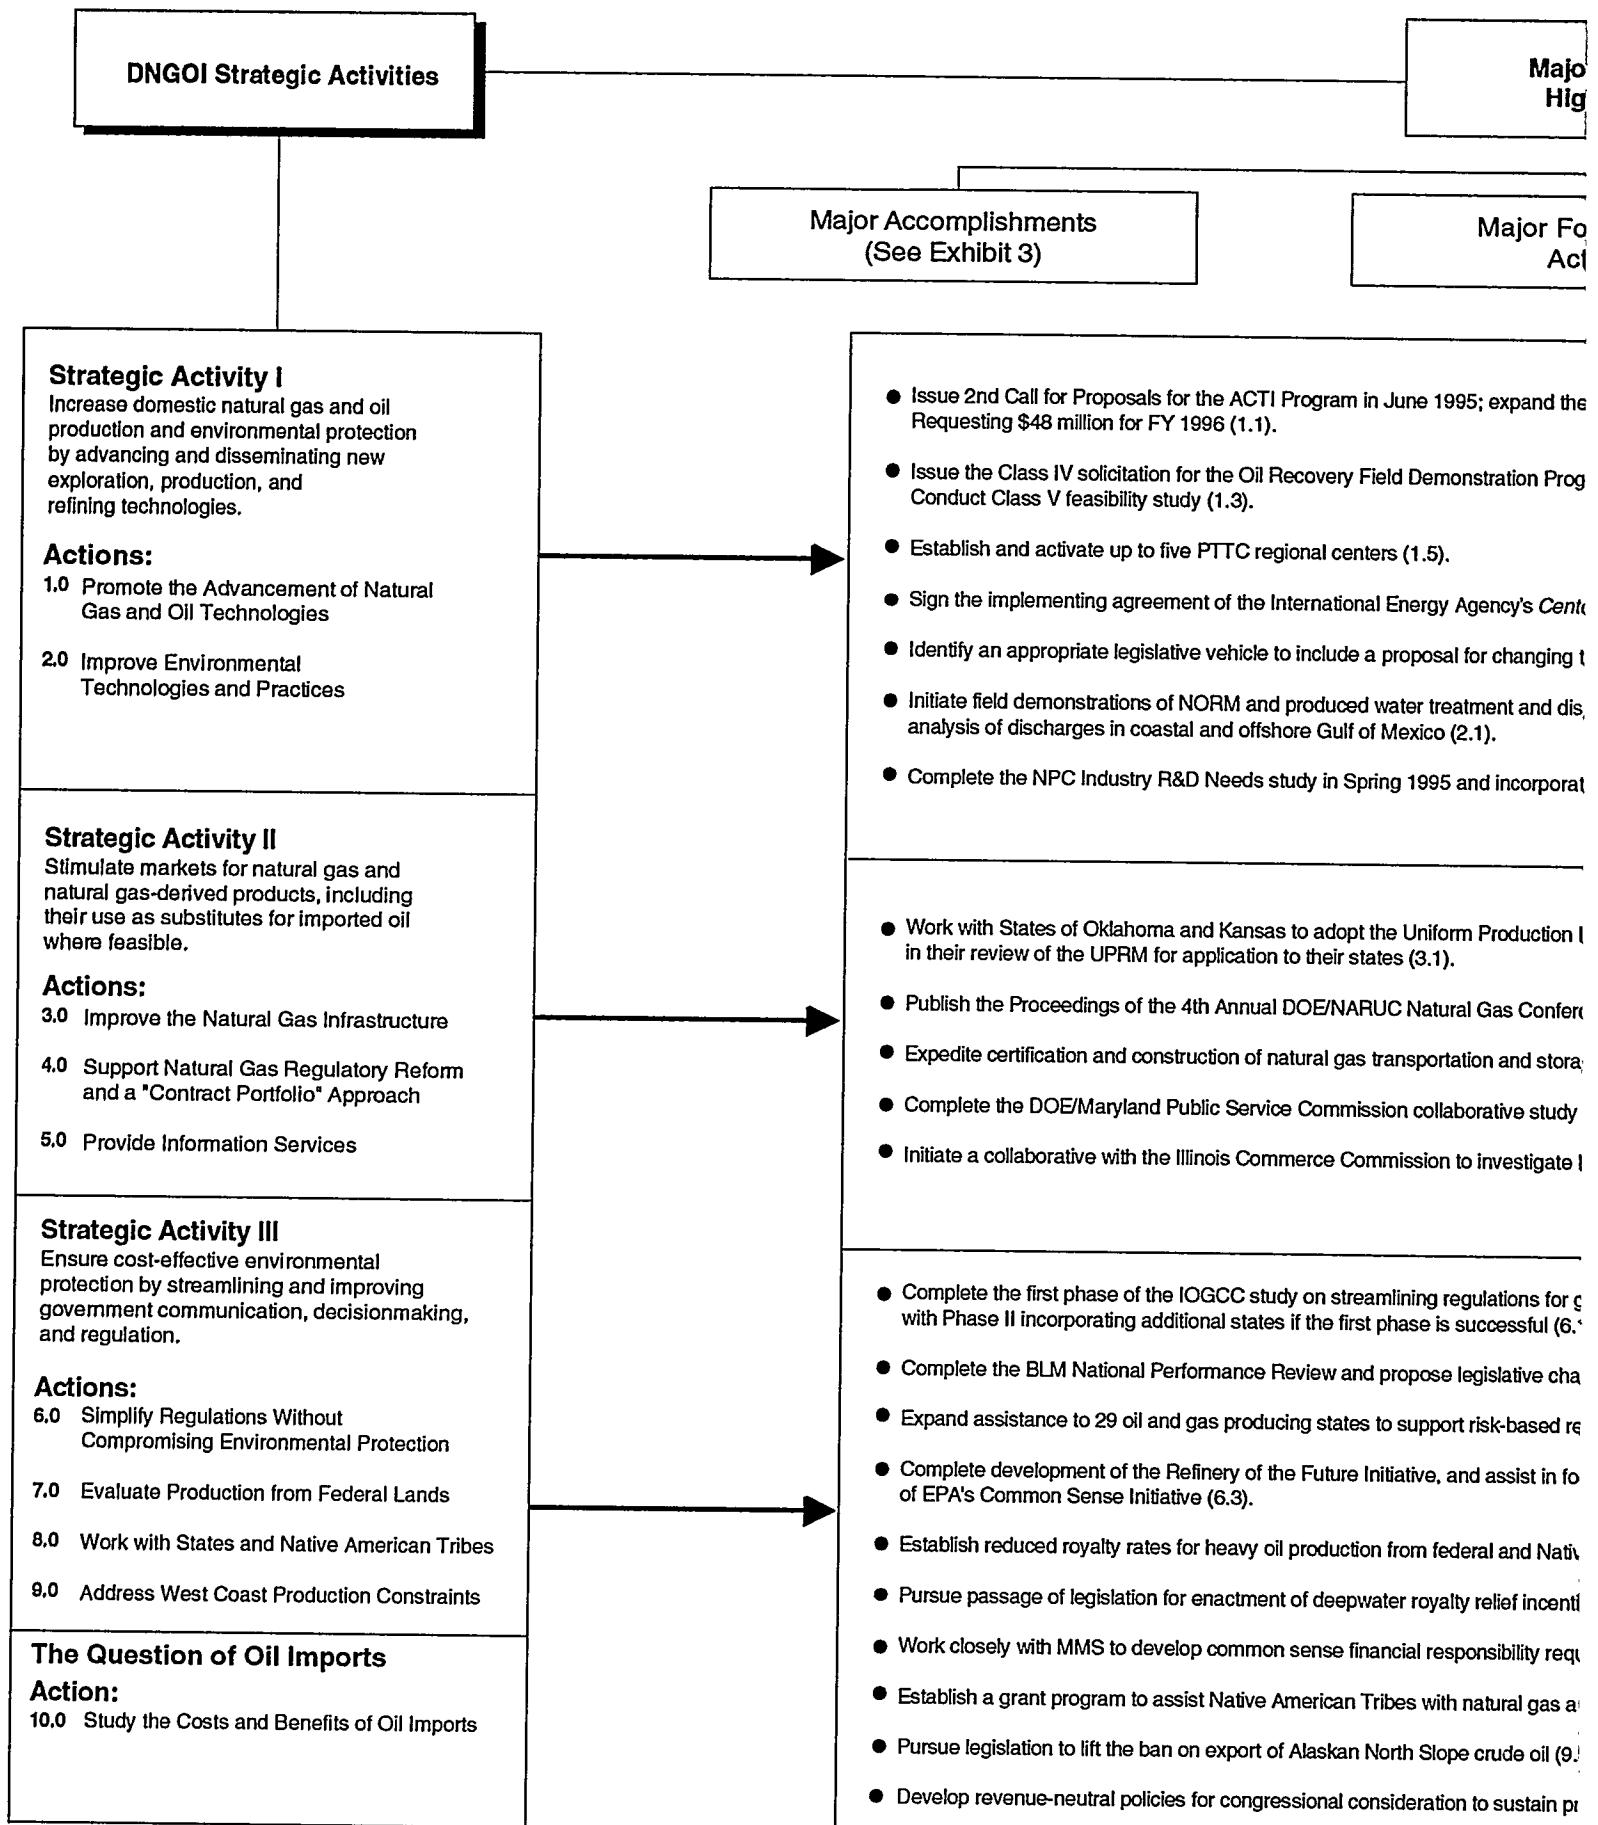 DNGOI Strategic Activities
Major Accomplishments
(See Exhibit 3)
Major
Strategic Activity I
Increase domestic natural gas and oil
production and environmental protection
by advancing and disseminating new
exploration, production, and
refining technologies.
Actions:
1.0 Promote the Advancement of Natural
Gas and Oil Technologies
2.0 Improve Environmental
Technologies and Practices
Strategic Activity II
Stimulate markets for natural gas and
natural gas-derived products, including
their use as substitutes for imported oil
where feasible.
Actions:
3.0 Improve the Natural Gas Infrastructure
4.0 Support Natural Gas Regulatory Reform
and a "Contract Portfolio" Approach
5.0 Provide Information Services
Strategic Activity III
Ensure cost-effective environmental
protection by streamlining and improving
government communication, decisionmaking,
and regulation.
Actions:
6.0 Simplify Regulations Without
Compromising Environmental Protection
7.0 Evaluate Production from Federal Lands
8.0 Work with States and Native American Tribes
9.0 Address West Coast Production Constraints
The Question of Oil Imports
Action:
10.0 Study the Costs and Benefits of Oil Imports
● Issue 2nd Call for Proposals for the ACTI Program in June 1995; expand the
Requesting $48 million for FY 1996 (1.1).
● Issue the Class IV solicitation for the Oil Recovery Field Demonstration
Conduct Class V feasibility study (1.3).
● Establish and activate up to five PTTC regional centers (1.5).
● Sign the implementing agreement of the International Energy Agency's
● Identify an appropriate legislative vehicle to include a proposal for changing
● Initiate field demonstrations of NORM and produced water treatment and
analysis of discharges in coastal and offshore Gulf of Mexico (2.1).
● Complete the NPC Industry R&D Needs study in Spring 1995 and
● Work with States of Oklahoma and Kansas to adopt the Uniform Production
in their review of the UPRM for application to their states (3.1).
● Publish the Proceedings of the 4th Annual DOE/NARUC Natural Gas
● Expedite certification and construction of natural gas transportation and
● Complete the DOE/Maryland Public Service Commission collaborative study
● Initiate a collaborative with the Illinois Commerce Commission to investigate
● Complete the first phase of the IOGCC study on streamlining regulations for
with Phase II incorporating additional states if the first phase is successful
● Complete the BLM National Performance Review and propose legislative
● Expand assistance to 29 oil and gas producing states to support risk-based
● Complete development of the Refinery of the Future Initiative, and assist in
of EPA's Common Sense Initiative (6.3).
● Establish reduced royalty rates for heavy oil production from federal and
● Pursue passage of legislation for enactment of deepwater royalty relief
● Work closely with MMS to develop common sense financial responsibility
● Establish a grant program to assist Native American Tribes with natural gas
● Pursue legislation to lift the ban on export of Alaskan North Slope crude oil
● Develop revenue-neutral policies for congressional consideration to sustain